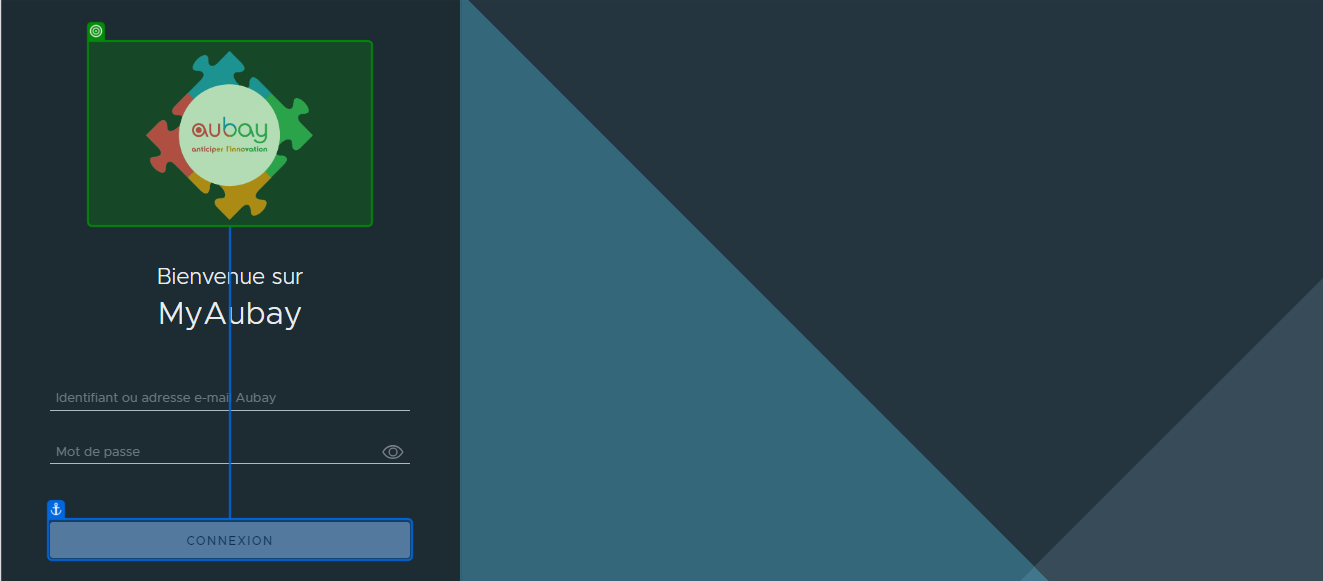 aubay
anticiper l'innovation
Bienvenue sur
MyAubay
Identifiant ou adresse e-mail Aubay
Mot de passe
CONNEXION